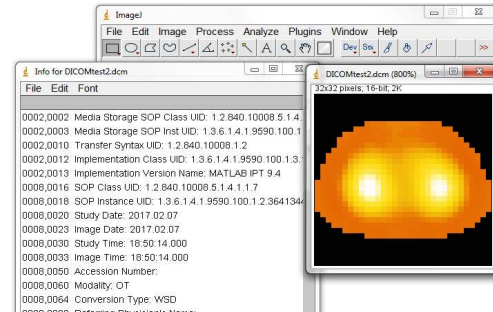 ImageJ
File Edit Image Process Analyze Plugins Window Help
Dev Stk >>
Info for DICOMtest2.dcm
File Edit Font
0002,0002 Media Storage SOP Class UID: 1.2.840.10008.5.1.4.
0002,0003 Media Storage SOP Inst UID: 1.3.6.1.4.1.9590.100.1
0002,0010 Transfer Syntax UID: 1.2.840.10008.1.2
0002,0012 Implementation Class UID: 1.3.6.1.4.1.9590.100.1.3.
0002,0013 Implementation Version Name: MATLAB IPT 9.4
0008,0016 SOP Class UID: 1.2.840.10008.5.1.4.1.1.7
0008,0018 SOP Instance UID: 1.3.6.1.4.1.9590.100.1.2.3641344
0008,0020 Study Date: 2017.02.07
0008,0023 Image Date: 2017.02.07
0008,0030 Study Time: 18:50:14.000
0008,0033 Image Time: 18:50:14.000
0008,0050 Accession Number:
0008,0060 Modality: OT
0008,0064 Conversion Type: WSD
DICOMtest2.dcm (800%)
32x32 pixels; 16-bit; 2K